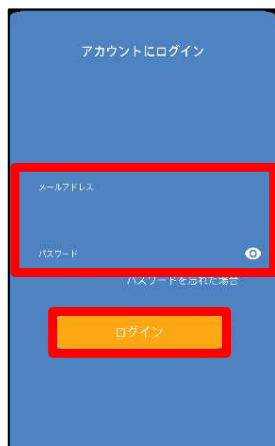 アカウントにログイン
メールアドレス
パスワード
パスワードを忘れた場合
ログイン